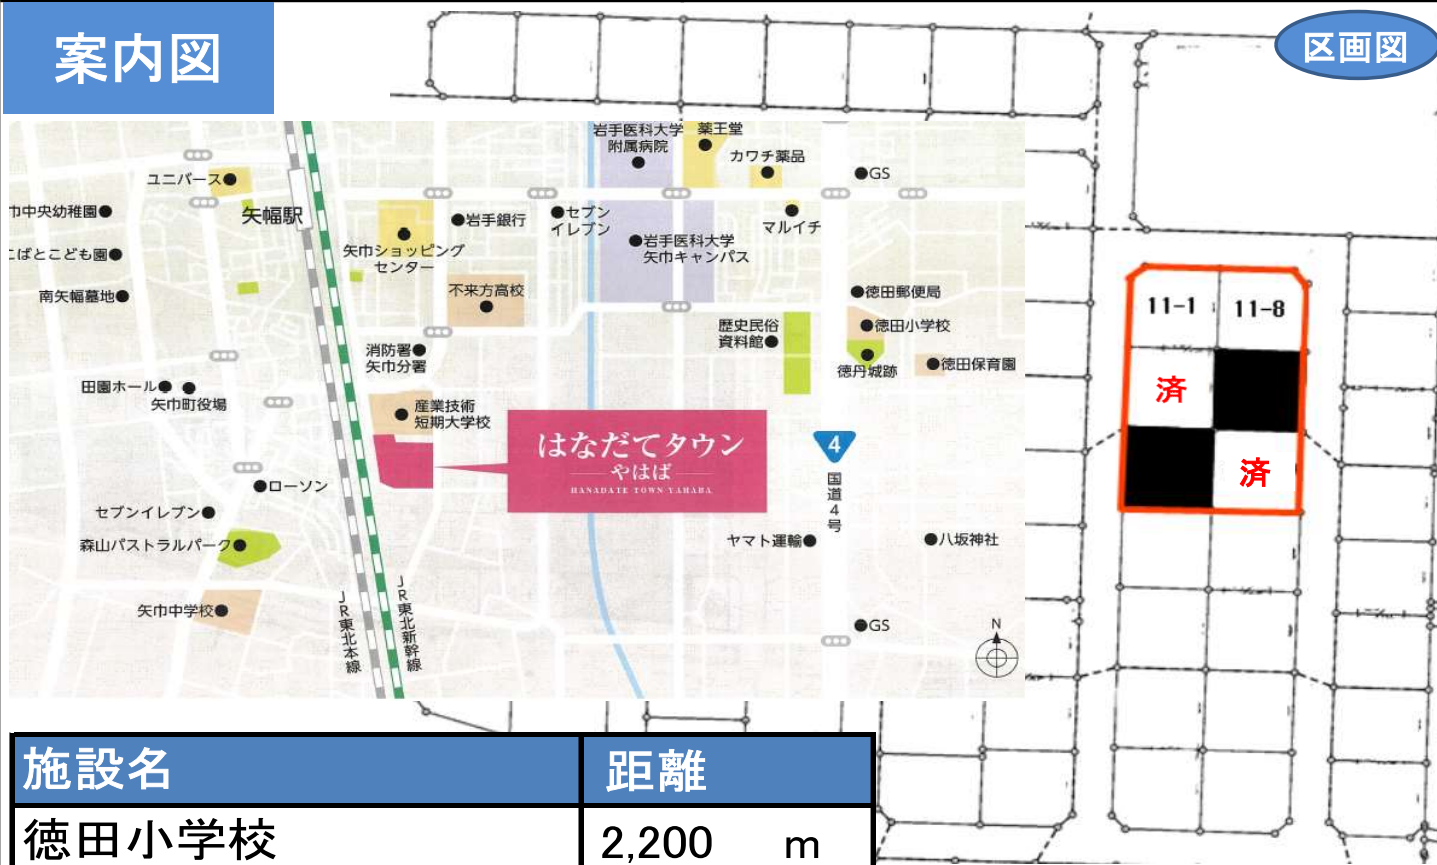 案内図
区画図
岩手医科大学
附属病院
薬王堂
カワチ薬品
GS
ユニバース
市中央幼稚園
矢幅駅
岩手銀行
セブン
イレブン
マルイチ
こばとこども園
矢巾ショッピング
センター
岩手医科大学
矢巾キャンパス
南矢幅墓地
不来方高校
徳田郵便局
歴史民俗
資料館
徳田小学校
消防署
矢巾分署
徳丹城跡
徳田保育園
田園ホール
矢巾町役場
産業技術
短期大学校
はなだてタウン
やはば
HANADATE TOWN YAHABA
4
国道4号
ローソン
セブンイレブン
森山パストラルパーク
ヤマト運輸
八坂神社
矢巾中学校
JR東北本線
JR東北新幹線
GS
N
11-1
11-8
済
済
施設名 距離
徳田小学校 2,200 m